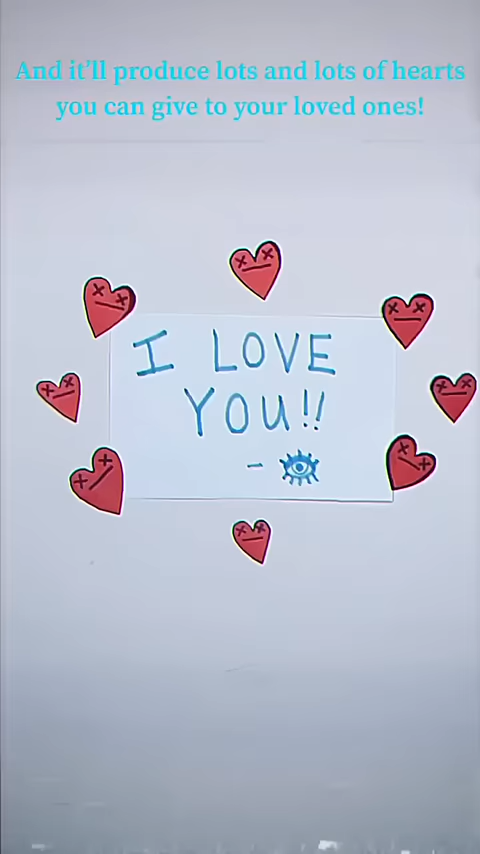 And it'll produce lots and lots of hearts
you can give to your loved ones!
I LOVE
YOU!!
-